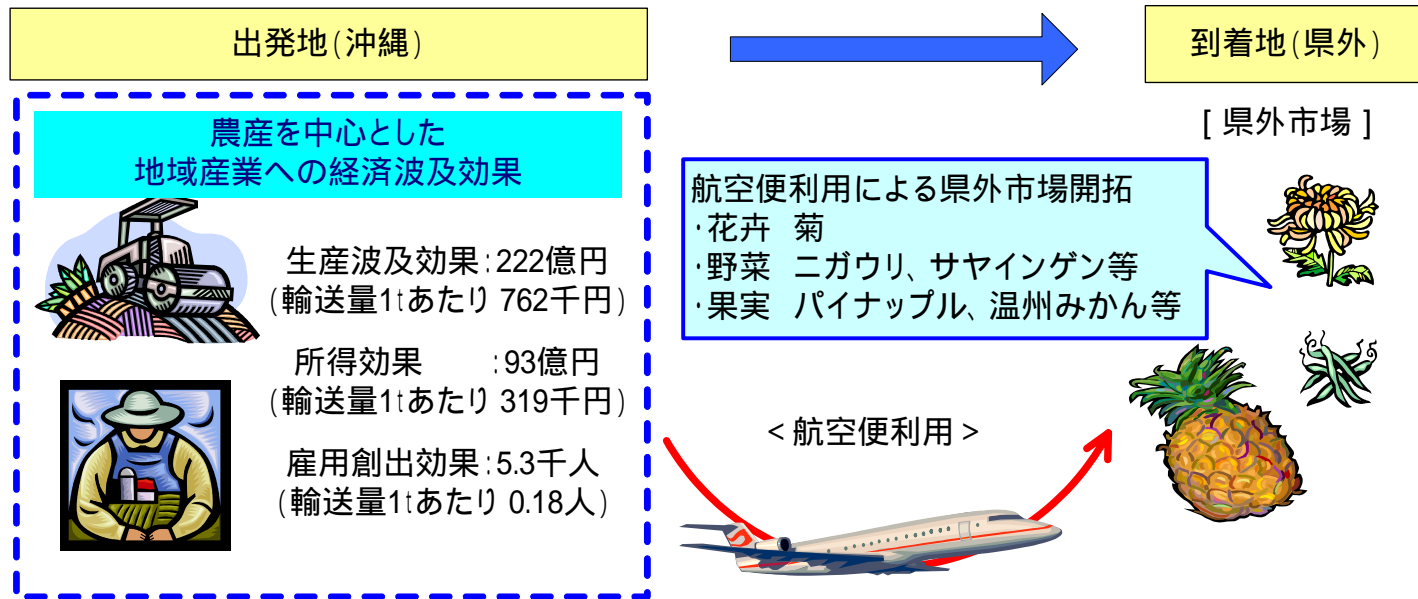 出発地(沖縄)
到着地(県外)
農産を中心とした
地域産業への経済波及効果
生産波及効果:222億円
(輸送量1tあたり 762千円)
所得効果 :93億円
(輸送量1tあたり 319千円)
雇用創出効果:5.3千人
(輸送量1tあたり 0.18人)
航空便利用による県外市場開拓
・花卉 菊
・野菜 ニガウリ、サヤインゲン等
・果実 パイナップル、温州みかん等
<航空便利用>
[県外市場]